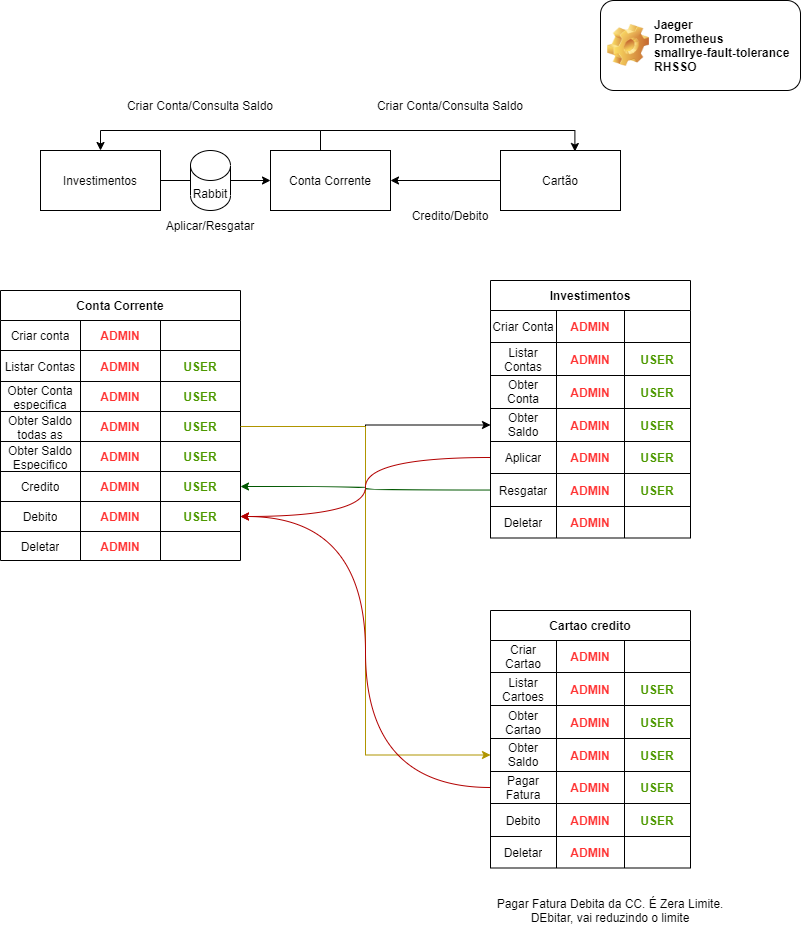 Jaeger
Prometheus
smallrye-fault-tolerance
RHSSO
Criar Conta/Consulta Saldo
Criar Conta/Consulta Saldo
Investimentos
Rabbit
Conta Corrente
Cartão
Aplicar/Resgatar
Credito/Debito
Conta Corrente
Criar conta ADMIN
Listar Contas ADMIN USER
Obter Conta
especifica
ADMIN USER
Obter Saldo
todas as
ADMIN USER
Obter Saldo
Especifico
ADMIN USER
Credito ADMIN USER
Debito ADMIN USER
Deletar ADMIN
Investimentos
Criar Conta ADMIN
Listar
Contas
ADMIN USER
Obter
Conta
ADMIN USER
Obter
Saldo
ADMIN USER
Aplicar ADMIN USER
Resgatar ADMIN USER
Deletar ADMIN
Cartao credito
Criar
Cartao
ADMIN
Listar
Cartoes
ADMIN USER
Obter
Cartao
ADMIN USER
Obter
Saldo
ADMIN USER
Pagar
Fatura
ADMIN USER
Debito ADMIN USER
Deletar ADMIN
Pagar Fatura Debita da CC. É Zera Limite.
DEbitar, vai reduzindo o limite